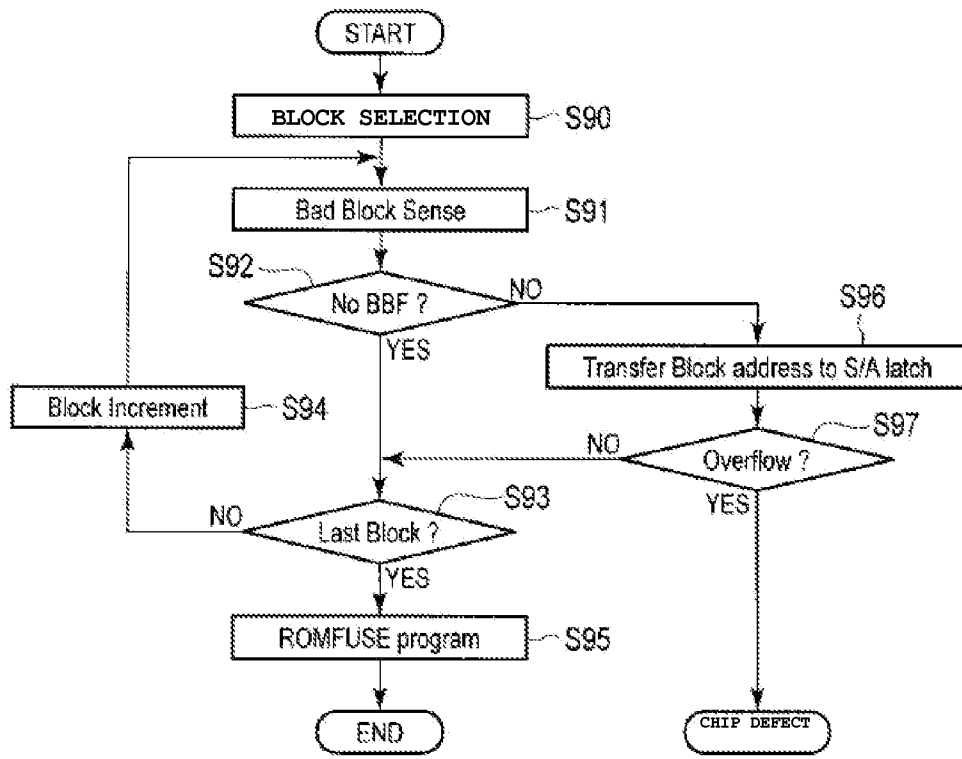 START
BLOCK SELECTION
S90
Bad Block Sense
S91
S92
No BBF ?
NO
YES
S96
Transfer Block address to S/A latch
Block Increment
S94
S97
Overflow ?
NO
YES
S93
Last Block ?
NO
YES
ROMFUSE program
S95
END
CHIP DEFECT